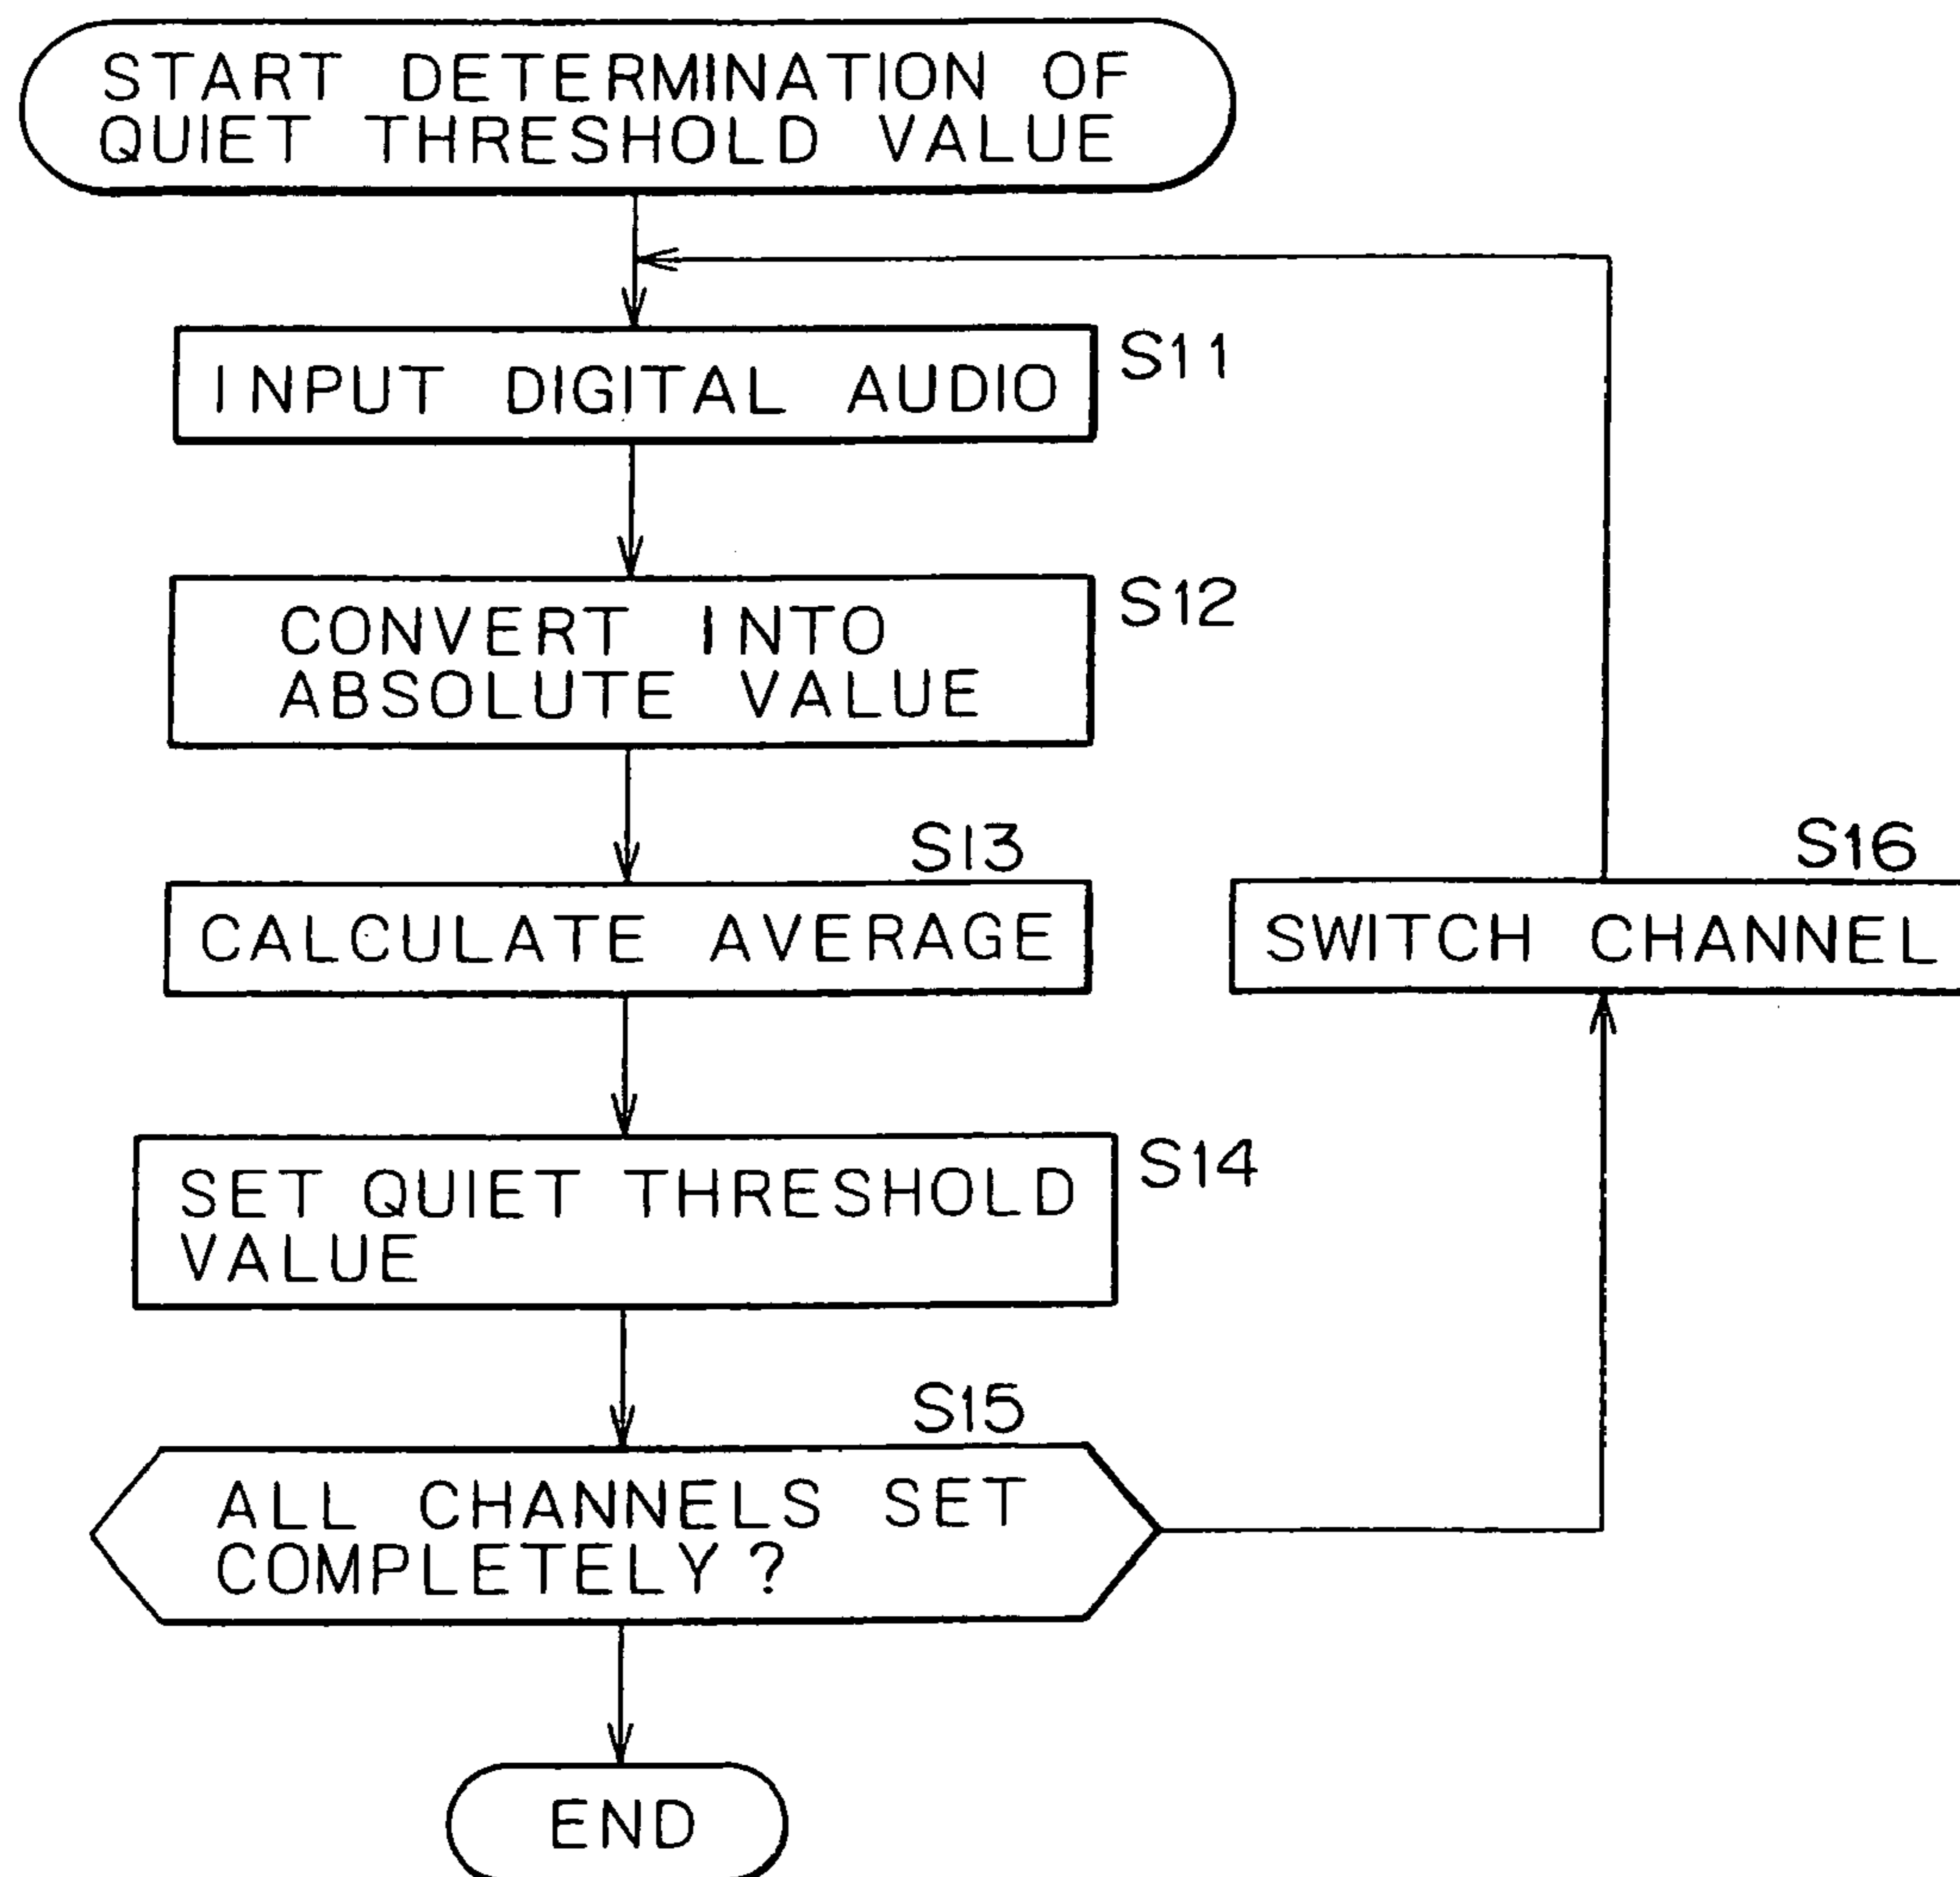 START DETERMINATION OF
QUIET THRESHOLD VALUE
INPUT DIGITAL AUDIO
S11
CONVERT INTO
ABSOLUTE VALUE
S12
S13
CALCULATE AVERAGE
S16
SWITCH CHANNEL
SET QUIET THRESHOLD
VALUE
S14
S15
ALL CHANNELS SET
COMPLETELY?
END